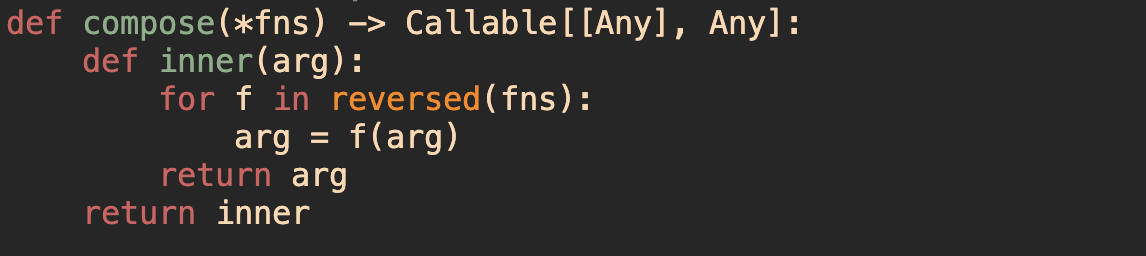 def compose(*fns) -> Callable[[Any], Any]:
    def inner(arg):
        for f in reversed(fns):
            arg = f(arg)
        return arg
    return inner